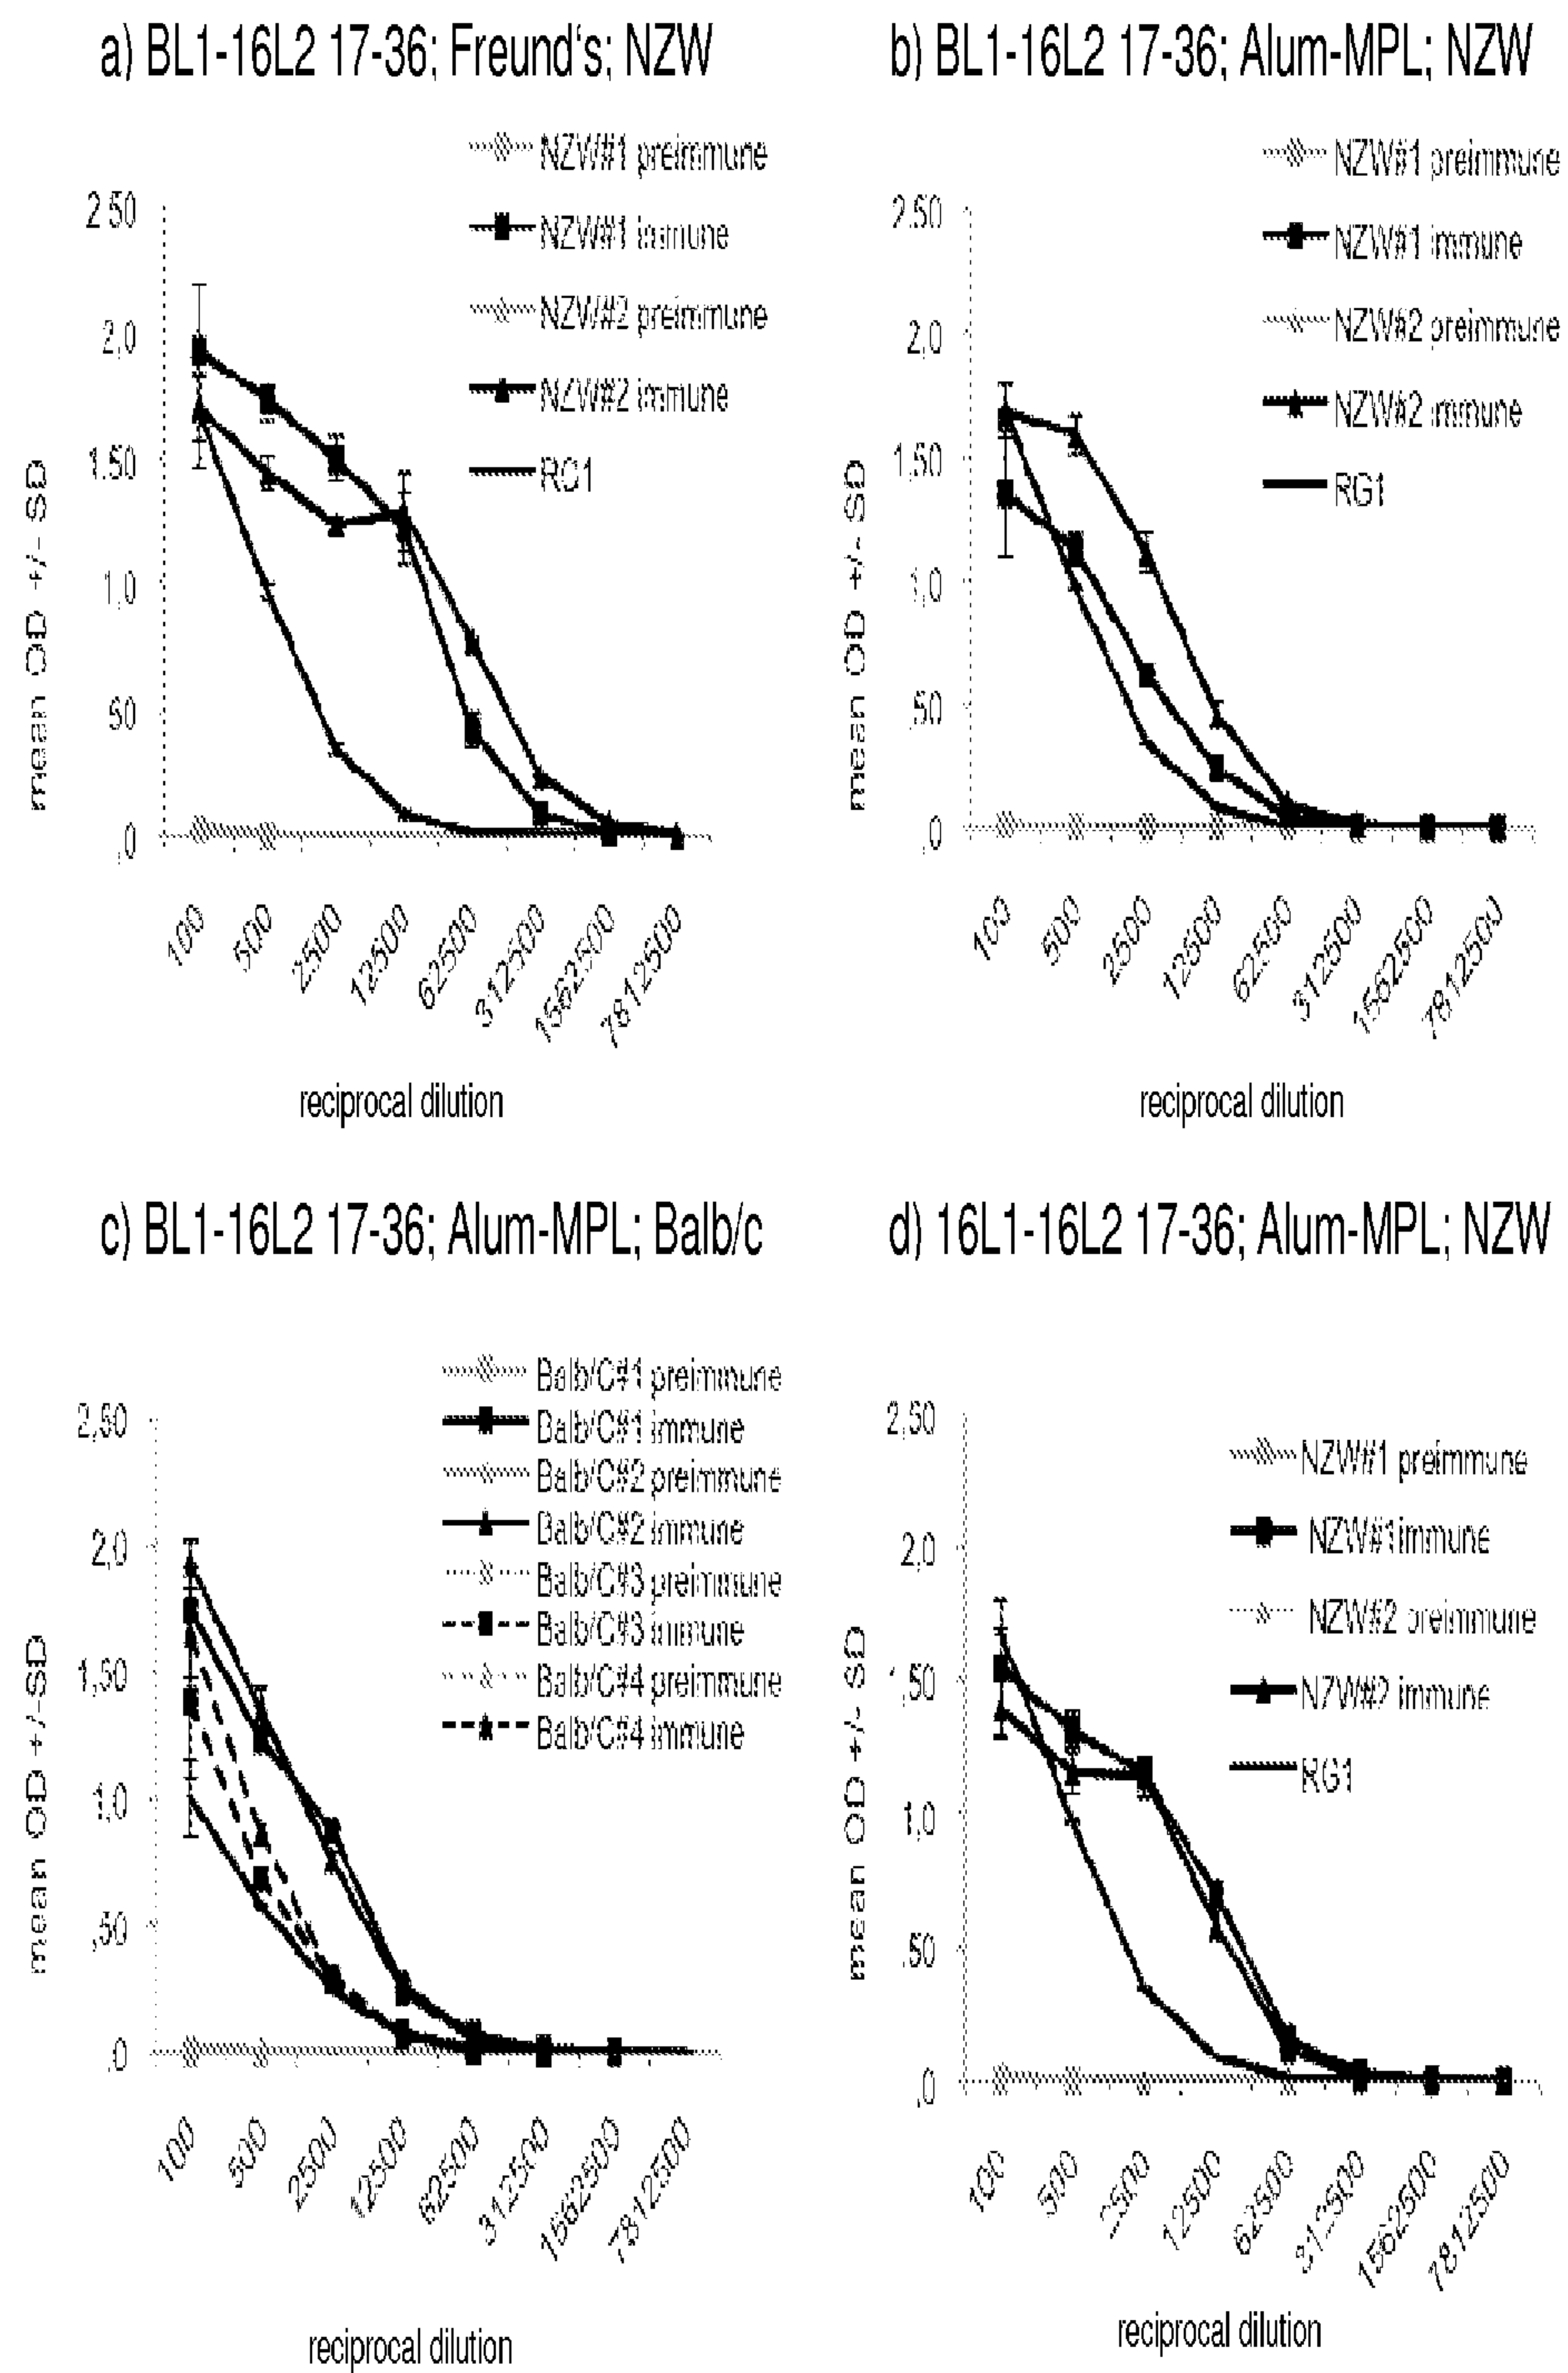 a) BL1-16L2 17-36; Freund's; NZW
NZW#1 preimmune
NZW#1 immune
NZW#2 preimmune
NZW#2 immune
RG1
2.50
2,0
1.50
1,0
.50
,0
mean OD +/- SD
100
500
2500
12500
62500
312500
1562500
7812500
reciprocal dilution
b) BL1-16L2 17-36; Alum-MPL; NZW
NZW#1 preimmune
NZW#1 immune
NZW#2 preimmune
NZW#2 immune
RG1
2.50
2,0
1,50
1,0
.50
,0
mean OD +/- SD
100
500
2500
12500
62500
312500
1562500
7812500
reciprocal dilution
c) BL1-16L2 17-36; Alum-MPL; Balb/c
Balb/C#1 preimmune
Balb/C#1 immune
Balb/C#2 preimmune
Balb/C#2 immune
Balb/C#3 preimmune
Balb/C#3 immune
Balb/C#4 preimmune
Balb/C#4 immune
2,50
2,0
1,50
1,0
,50
,0
mean OD +/-SD
100
500
2500
12500
62500
312500
1562500
7812500
reciprocal dilution
d) 16L1-16L2 17-36; Alum-MPL; NZW
NZW#1 preimmune
NZW#1immune
NZW#2 preimmune
NZW#2 immune
RG1
2,50
2,0
1,50
1,0
.50
,0
mean OD +/- SD
100
500
2500
12500
62500
312500
1562500
7812500
reciprocal dilution